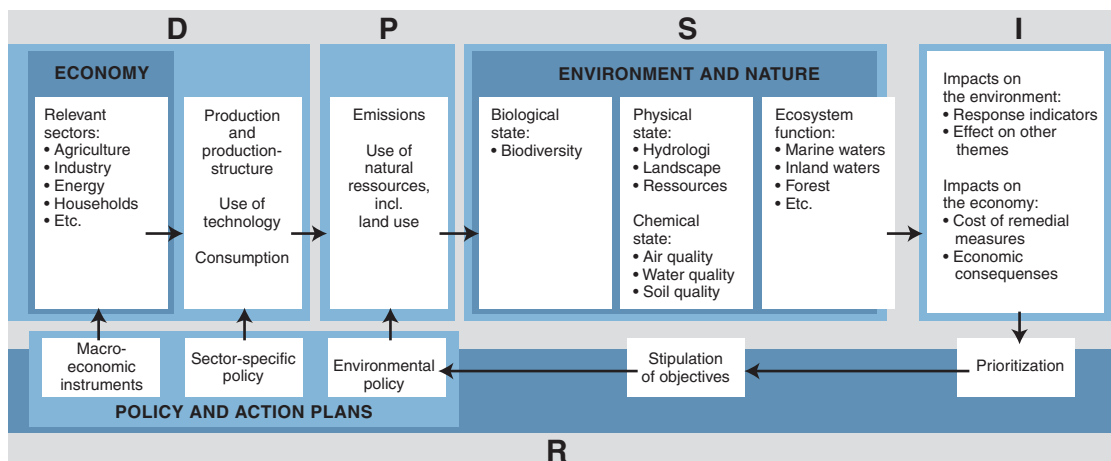 D
P
S
I
ECONOMY
Relevant
sectors:
• Agriculture
• Industry
• Energy
• Households
• Etc.
Production
and
production-
structure
Use of
technology
Consumption
Emissions
Use of
natural
ressources,
incl.
land use
ENVIRONMENT AND NATURE
Biological
state:
• Biodiversity
Physical
state:
• Hydrologi
• Landscape
• Ressources
Chemical
state:
• Air quality
• Water quality
• Soil quality
Ecosystem
function:
• Marine waters
• Inland waters
• Forest
• Etc.
Impacts on
the environment:
• Response indicators
• Effect on other
themes
Impacts on
the economy:
• Cost of remedial
measures
• Economic
consequenses
Macro-
economic
instruments
Sector-specific
policy
Environmental
policy
Stipulation
of objectives
Prioritization
POLICY AND ACTION PLANS
R